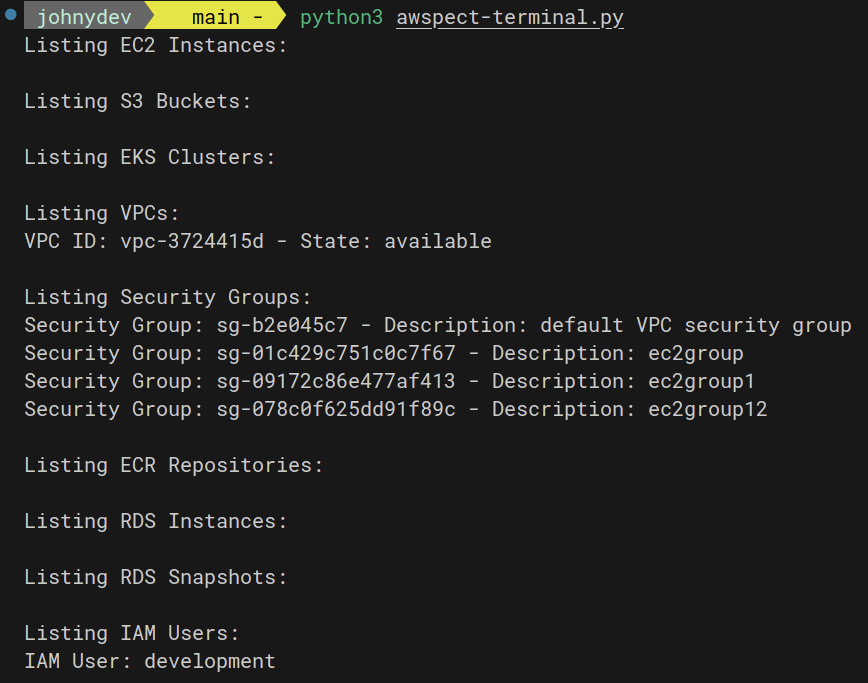 johnydev main - python3 awspect-terminal.py
Listing EC2 Instances:
Listing S3 Buckets:
Listing EKS Clusters:
Listing VPCs:
VPC ID: vpc-3724415d - State: available
Listing Security Groups:
Security Group: sg-b2e045c7 - Description: default VPC security group
Security Group: sg-01c429c751c0c7f67 - Description: ec2group
Security Group: sg-09172c86e477af413 - Description: ec2group1
Security Group: sg-078c0f625dd91f89c - Description: ec2group12
Listing ECR Repositories:
Listing RDS Instances:
Listing RDS Snapshots:
Listing IAM Users:
IAM User: development